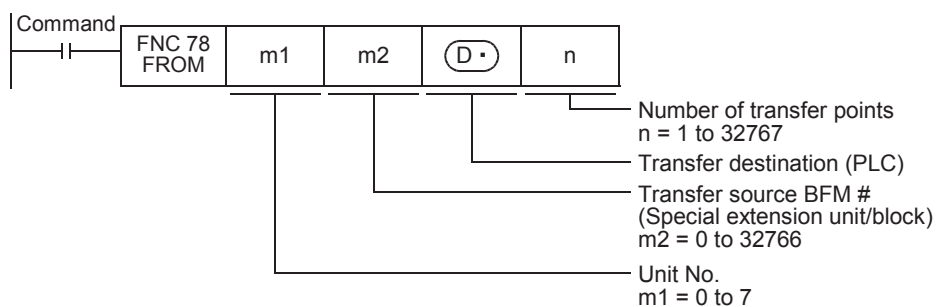 Command
FNC 78
FROM
m1
m2
D •
n
Number of transfer points
n = 1 to 32767
Transfer destination (PLC)
Transfer source BFM #
(Special extension unit/block)
m2 = 0 to 32766
Unit No.
m1 = 0 to 7